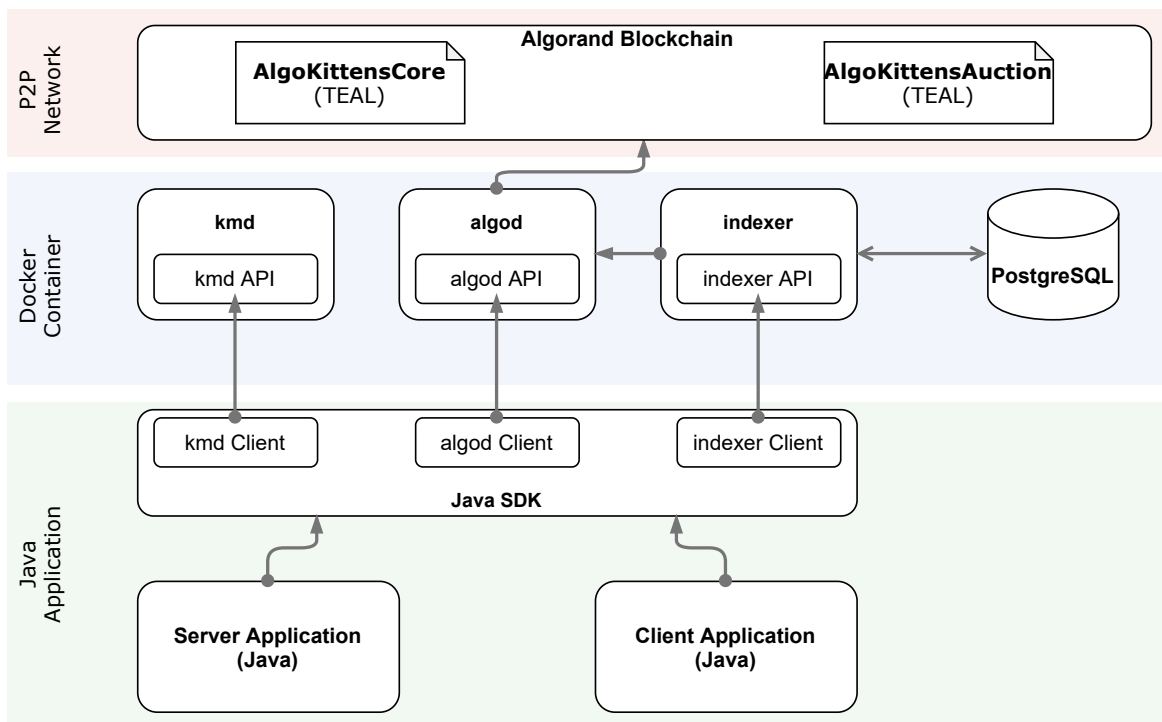 P2P
Network
Algorand Blockchain
AlgoKittensCore
(TEAL)
AlgoKittensAuction
(TEAL)
Docker
Container
kmd
kmd API
algod
algod API
indexer
indexer API
PostgreSQL
Java
Application
kmd Client
algod Client
indexer Client
Java SDK
Server Application
(Java)
Client Application
(Java)